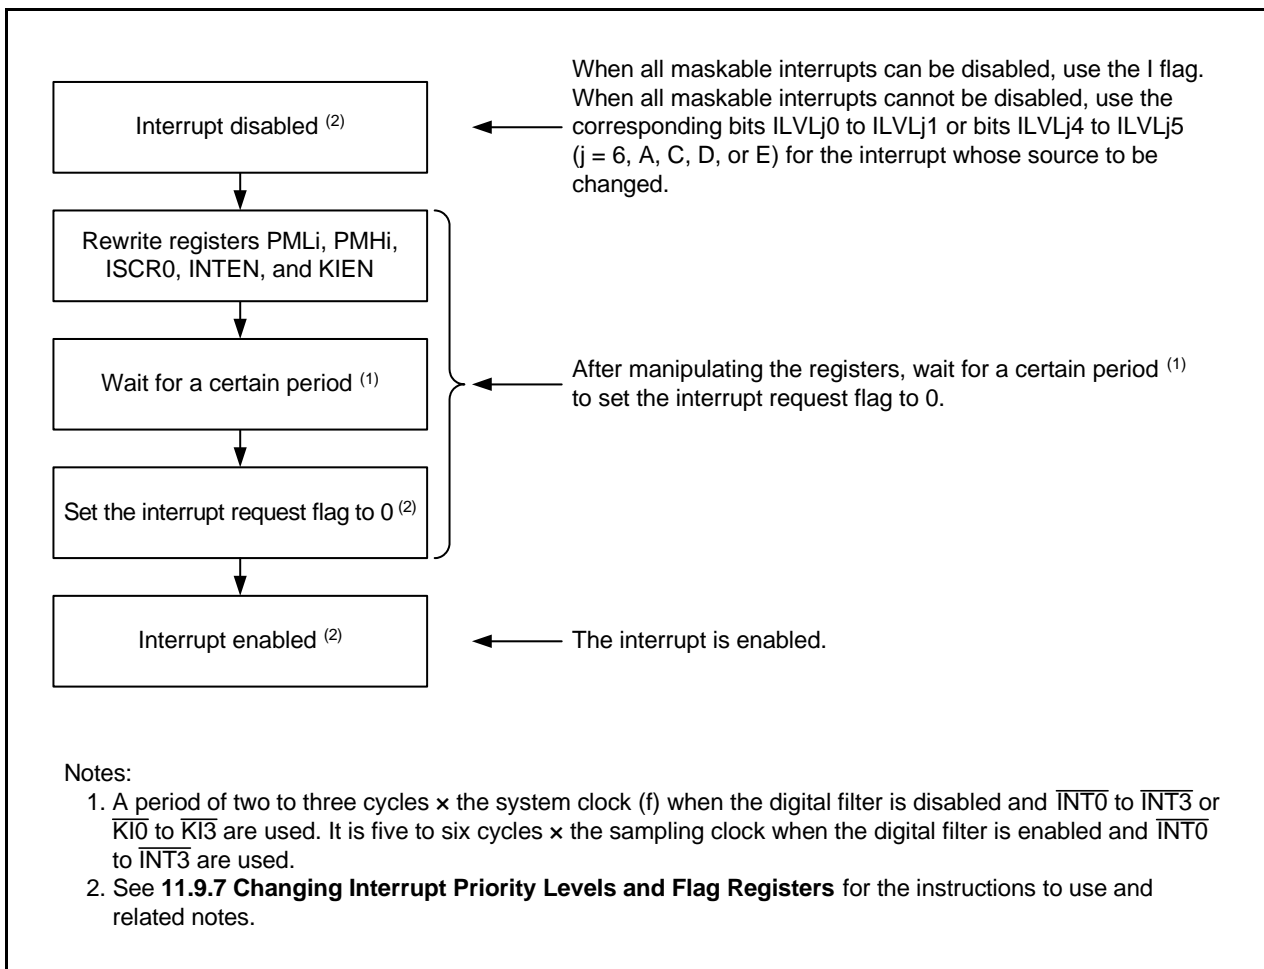 Interrupt disabled (2)
When all maskable interrupts can be disabled, use the I flag.
When all maskable interrupts cannot be disabled, use the
corresponding bits ILVLj0 to ILVLj1 or bits ILVLj4 to ILVLj5
(j = 6, A, C, D, or E) for the interrupt whose source to be
changed.
Rewrite registers PMLi, PMHi,
ISCR0, INTEN, and KIEN
Wait for a certain period (1)
After manipulating the registers, wait for a certain period (1)
to set the interrupt request flag to 0.
Set the interrupt request flag to 0 (2)
Interrupt enabled (2)
The interrupt is enabled.
Notes:
1. A period of two to three cycles × the system clock (f) when the digital filter is disabled and INT0 to INT3 or
KI0 to KI3 are used. It is five to six cycles × the sampling clock when the digital filter is enabled and INT0
to INT3 are used.
2. See 11.9.7 Changing Interrupt Priority Levels and Flag Registers for the instructions to use and
related notes.